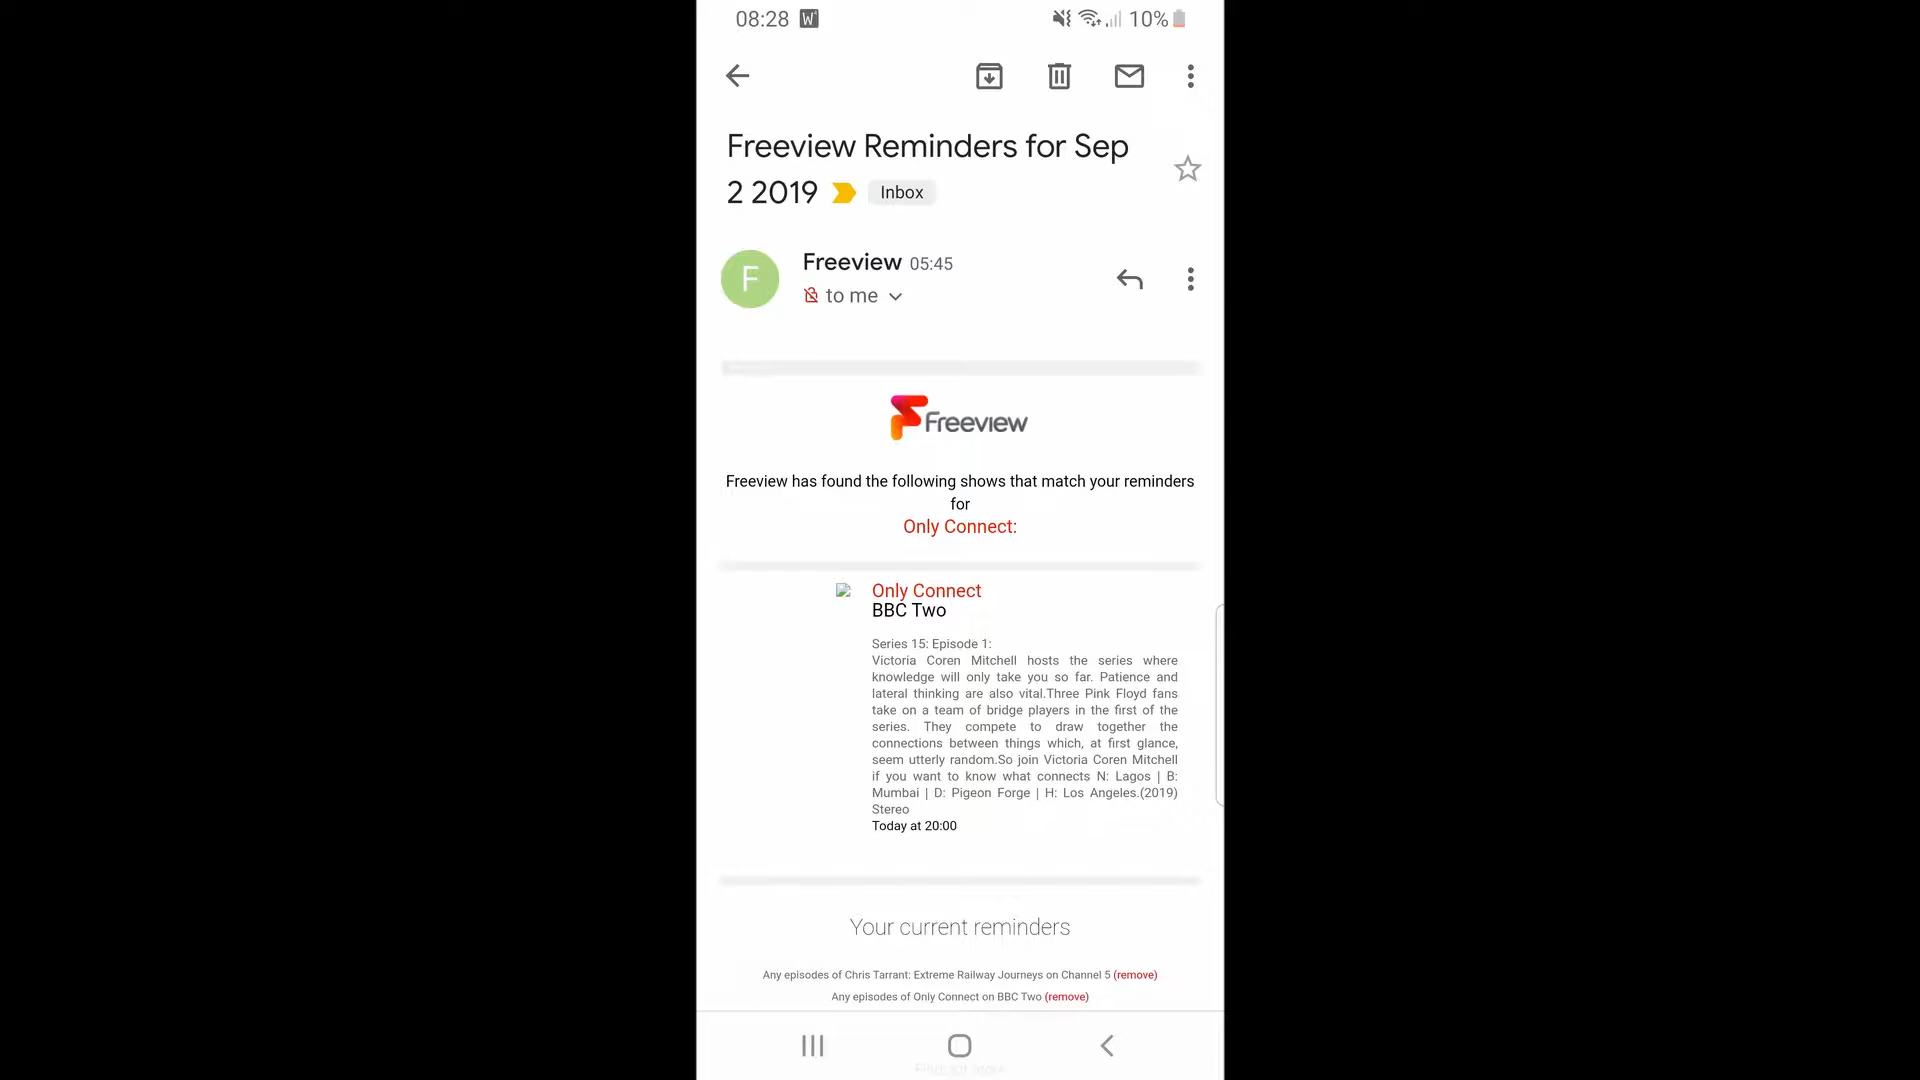 08:28 W 10%
Freeview Reminders for Sep
2 2019 Inbox
F Freeview 05:45
to me
Freeview
Freeview has found the following shows that match your reminders
for
Only Connect:
Only Connect
BBC Two
Series 15: Episode 1:
Victoria Coren Mitchell hosts the series where
knowledge will only take you so far. Patience and
lateral thinking are also vital.Three Pink Floyd fans
take on a team of bridge players in the first of the
series. They compete to draw together the
connections between things which, at first glance,
seem utterly random.So join Victoria Coren Mitchell
if you want to know what connects N: Lagos | B:
Mumbai | D: Pigeon Forge | H: Los Angeles.(2019)
Stereo
Today at 20:00
Your current reminders
Any episodes of Chris Tarrant: Extreme Railway Journeys on Channel 5 (remove)
Any episodes of Only Connect on BBC Two (remove)